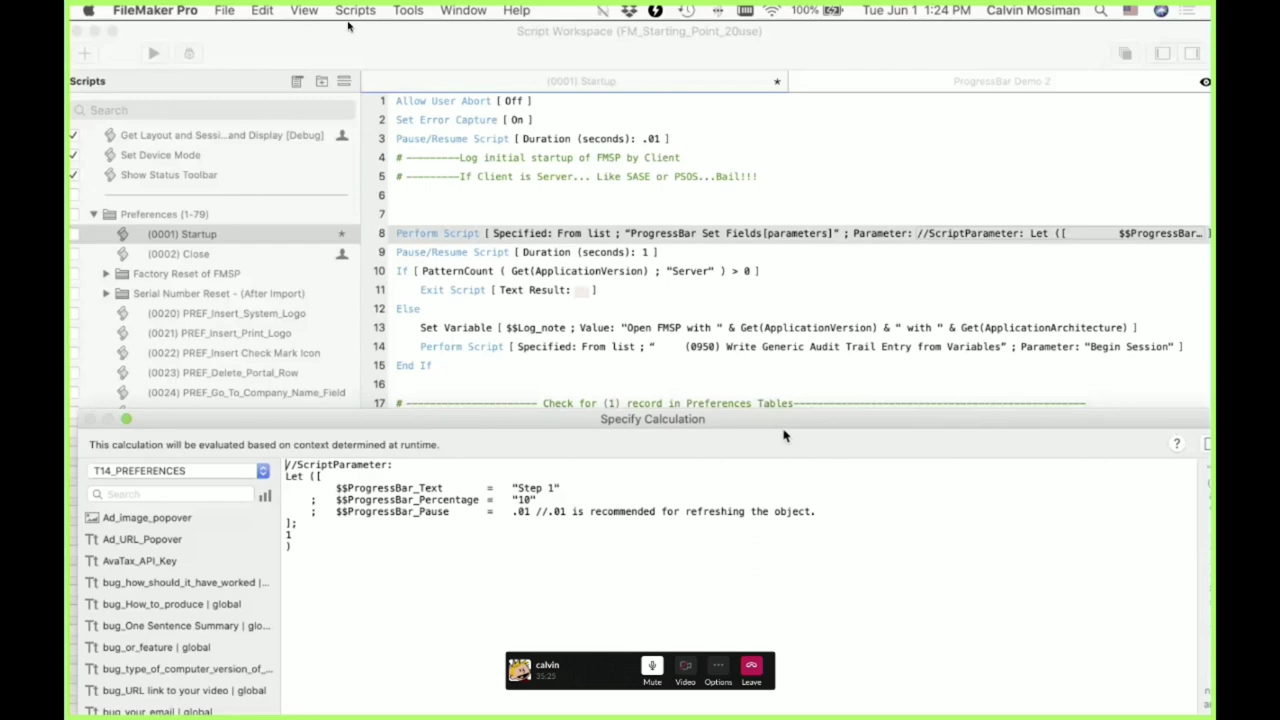 FileMaker Pro File Edit View Scripts Tools Window Help 100% Tue Jun 1 1:24 PM Calvin Mosiman
Script Workspace (FM_Starting_Point_20use)
Scripts
(0001) Startup *
ProgressBar Demo 2
Search
Get Layout and Sessi...and Display [Debug]
Set Device Mode
Show Status Toolbar
Preferences (1-79)
(0001) Startup *
(0002) Close
Factory Reset of FMSP
Serial Number Reset - (After Import)
(0020) PREF_Insert_System_Logo
(0021) PREF_Insert_Print_Logo
(0022) PREF_Insert Check Mark Icon
(0023) PREF_Delete_Portal_Row
(0024) PREF_Go_To_Company_Name_Field
1 Allow User Abort [ Off ]
2 Set Error Capture [ On ]
3 Pause/Resume Script [ Duration (seconds): .01 ]
4 # —————————Log initial startup of FMSP by Client
5 # —————————If Client is Server... Like SASE or PSOS...Bail!!!
6
7
8 Perform Script [ Specified: From list ; "ProgressBar Set Fields[parameters]" ; Parameter: //ScriptParameter: Let ([ $$ProgressBar… ]
9 Pause/Resume Script [ Duration (seconds): 1 ]
10 If [ PatternCount ( Get(ApplicationVersion) ; "Server" ) > 0 ]
11 Exit Script [ Text Result: ]
12 Else
13 Set Variable [ $$Log_note ; Value: "Open FMSP with " & Get(ApplicationVersion) & " with " & Get(ApplicationArchitecture) ]
14 Perform Script [ Specified: From list ; " (0950) Write Generic Audit Trail Entry from Variables" ; Parameter: "Begin Session" ]
15 End If
16
17 # ——————————————————— Check for (1) record in Preferences Tables———————————————————
Specify Calculation
This calculation will be evaluated based on context determined at runtime.
?
T14_PREFERENCES
Search
Ad_image_popover
Ad_URL_Popover
AvaTax_API_Key
bug_how_should_it_have_worked |...
bug_How_to_produce | global
bug_One Sentence Summary | glo...
bug_or_feature | global
bug_type_of_computer_version_of_...
bug_URL link to your video | global
bug_your_email | global
//ScriptParameter:
Let ([
$$ProgressBar_Text = "Step 1"
; $$ProgressBar_Percentage = "10"
; $$ProgressBar_Pause = .01 //.01 is recommended for refreshing the object.
];
1
)
calvin
35:25
Mute Video Options Leave